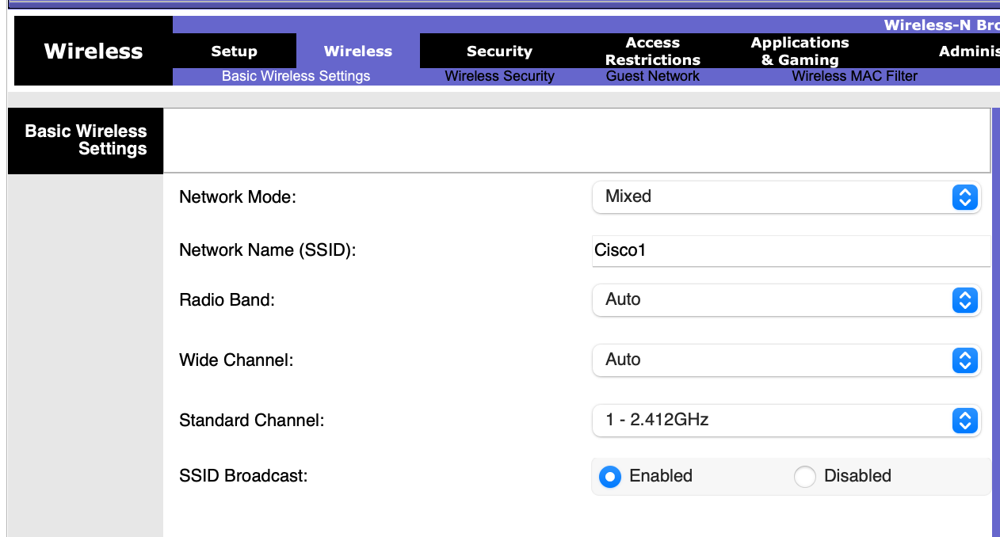 Wireless-N
Wireless
Setup
Wireless
Security
Access
Restrictions
Applications
& Gaming
Basic Wireless Settings
Wireless Security
Guest Network
Wireless MAC Filter
Basic Wireless
Settings
Network Mode:
Mixed
Network Name (SSID):
Cisco1
Radio Band:
Auto
Wide Channel:
Auto
Standard Channel:
1 - 2.412GHz
SSID Broadcast:
Enabled
Disabled